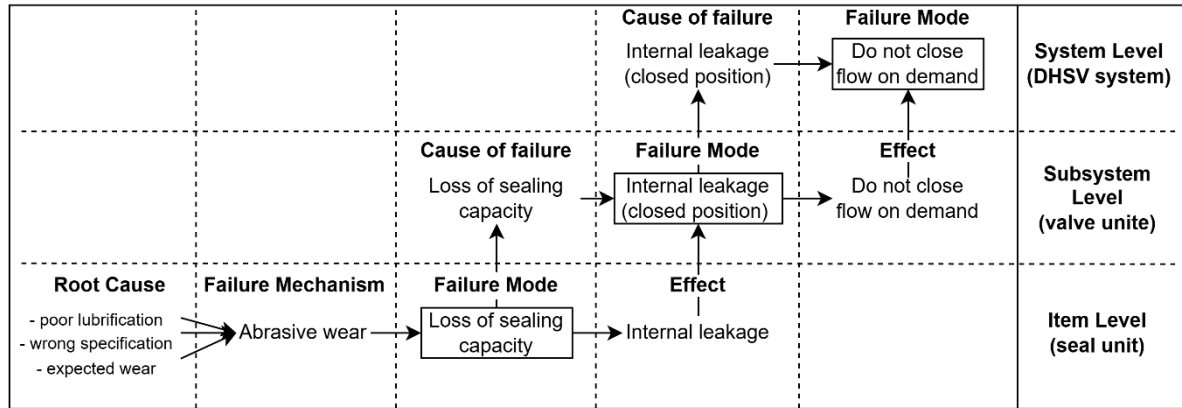 Cause of failure
Failure Mode
Internal leakage
(closed position)
Do not close
flow on demand
System Level
(DHSV system)
Cause of failure
Failure Mode
Effect
Loss of sealing
capacity
Internal leakage
(closed position)
Do not close
flow on demand
Subsystem
Level
(valve unite)
Root Cause
Failure Mechanism
Failure Mode
Effect
- poor lubrification
- wrong specification
- expected wear
Abrasive wear
Loss of sealing
capacity
Internal leakage
Item Level
(seal unit)